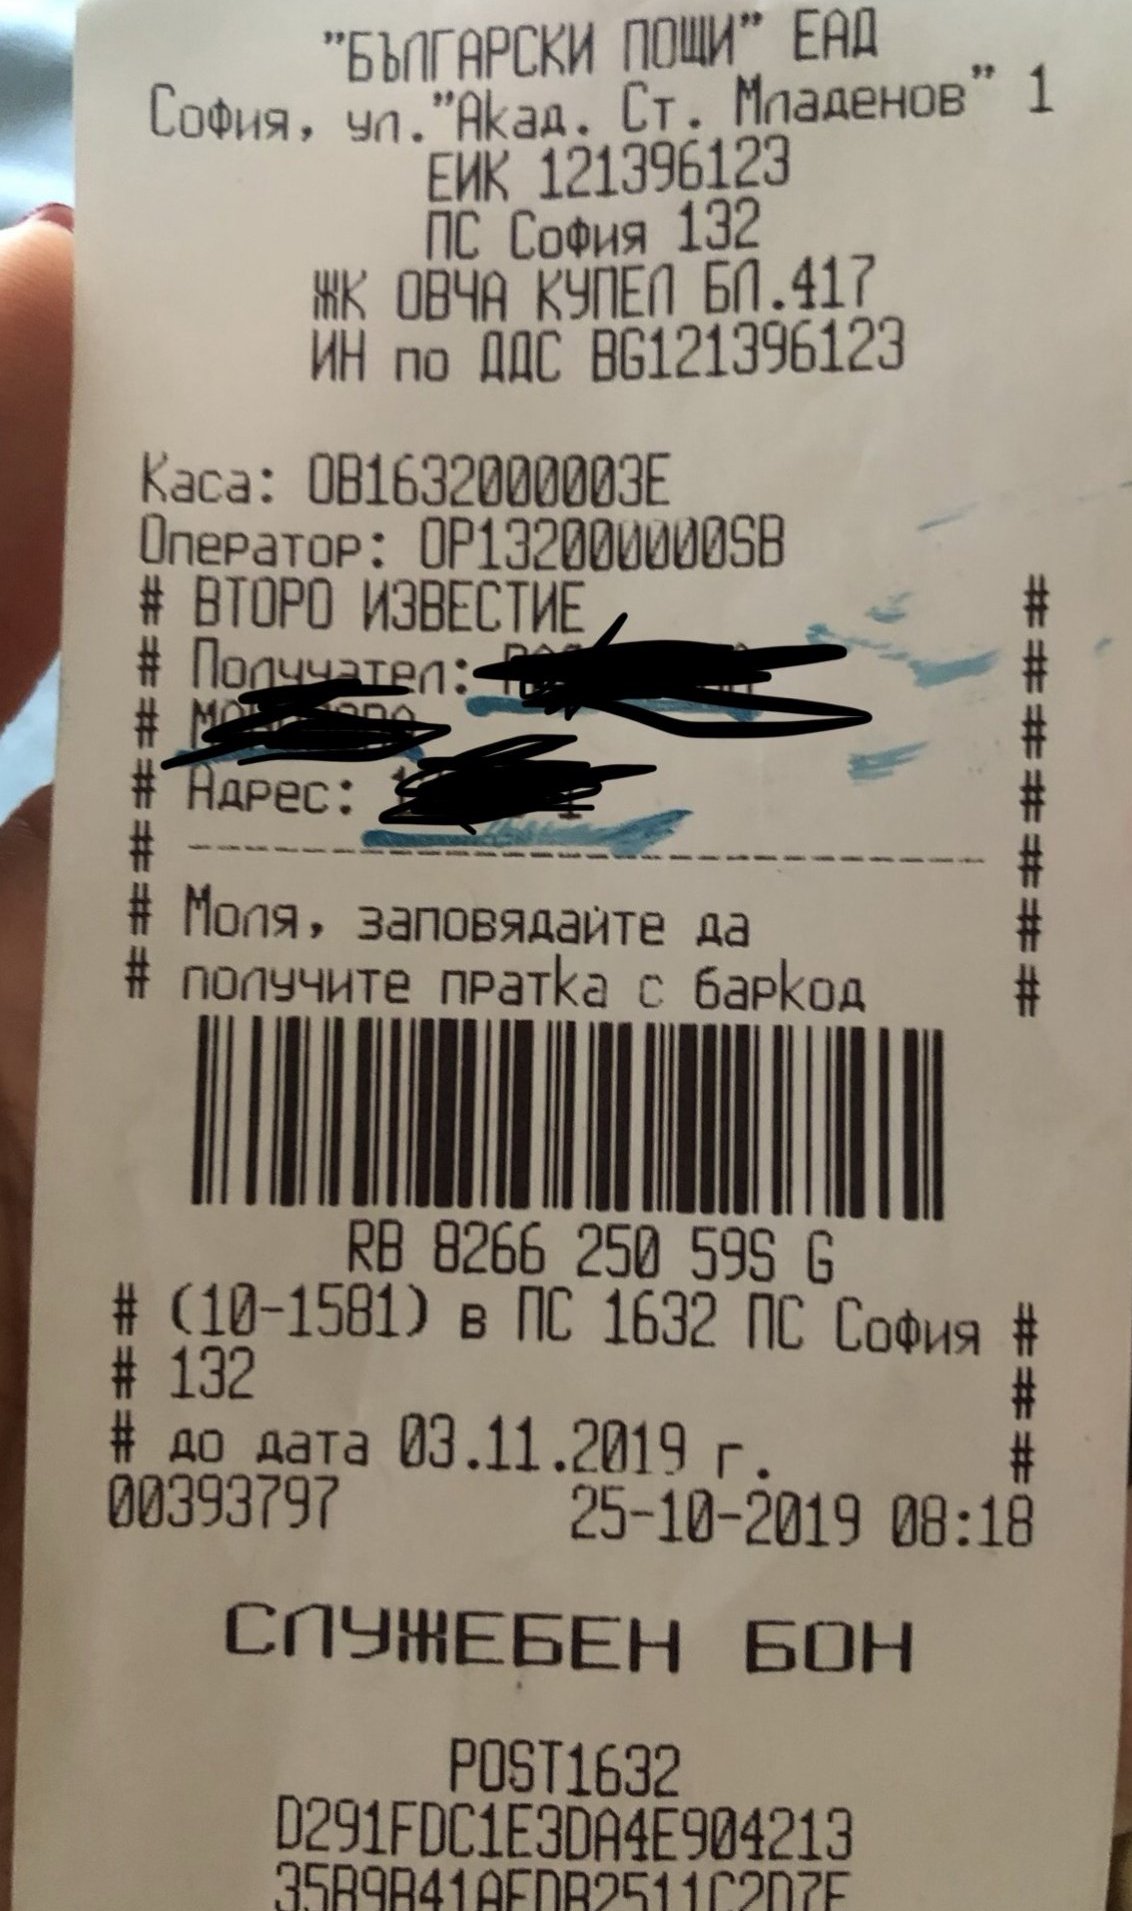 "БЪЛГАРСКИ ПОЩИ" ЕАД
София, ул."Акад. Ст. Младенов" 1
ЕИК 121396123
ПС София 132
ЖК ОВЧА КУПЕЛ БЛ.417
ИН по ДДС BG121396123
Каса: OB1632000003E
Оператор: OP132000000SB
# ВТОРО ИЗВЕСТИЕ #
# Получател: #
# #
# Адрес: #
# ------------------------------------ #
# Моля, заповядайте да #
# получите пратка с баркод #
RB 8266 250 59S G
# (10-1581) в ПС 1632 ПС София #
# 132 #
# до дата 03.11.2019 г. #
00393797 25-10-2019 08:18
СЛУЖЕБЕН БОН
POST1632
D291FDC1E3DA4E904213
35B9B41AEDB2511C2D7E